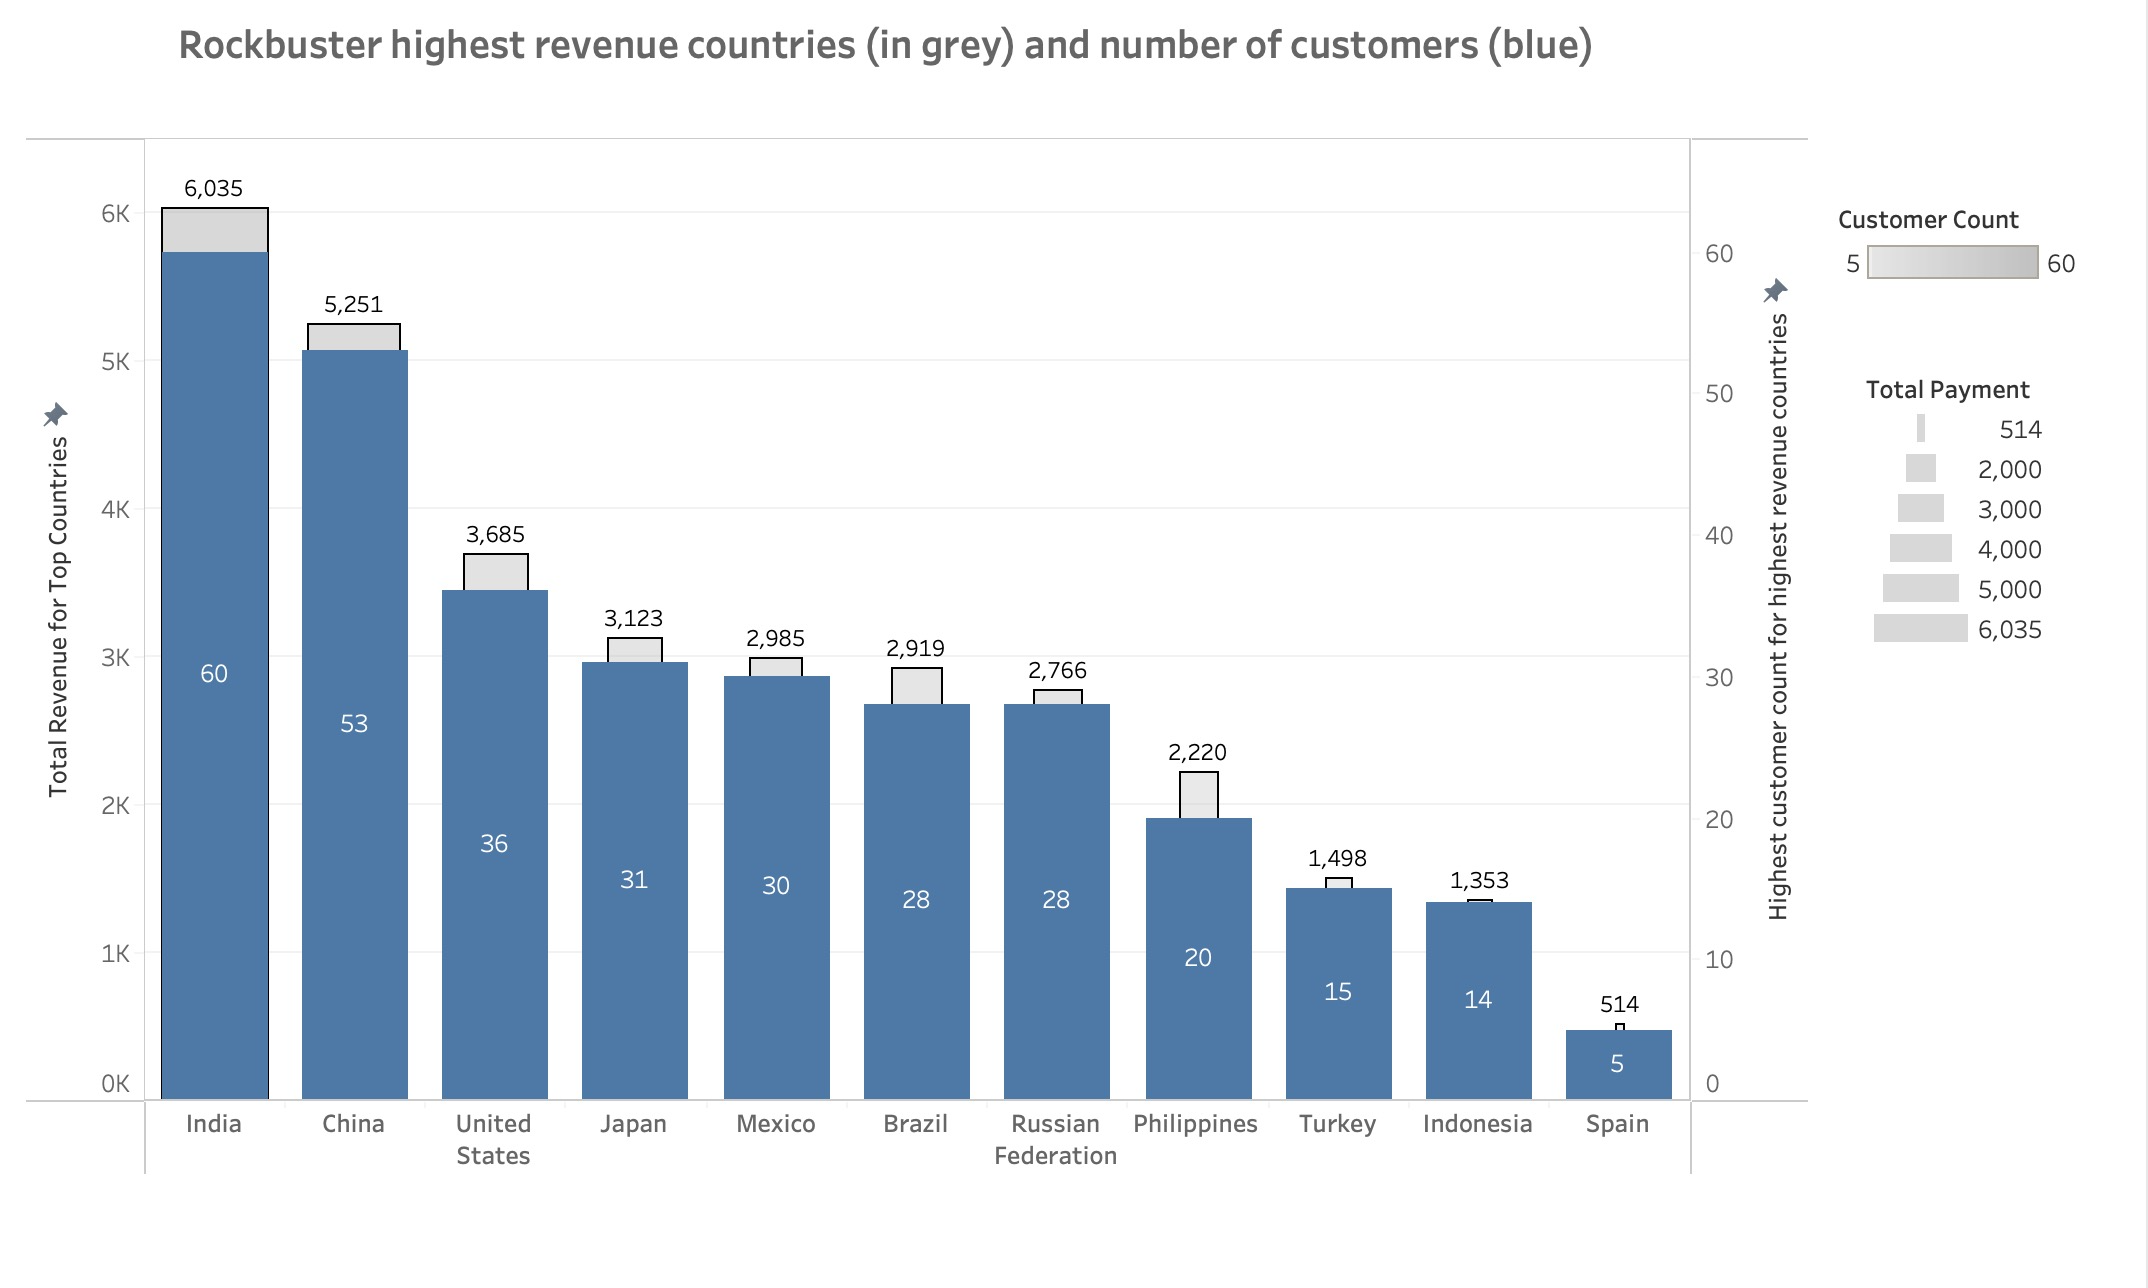 Rockbuster highest revenue countries (in grey) and number of customers (blue)
Total Revenue for Top Countries
6K
5K
4K
3K
2K
1K
0K
6,035
5,251
3,685
3,123
2,985
2,919
2,766
2,220
1,498
1,353
514
60
53
36
31
30
28
28
20
15
14
5
India
China
United
States
Japan
Mexico
Brazil
Russian
Federation
Philippines
Turkey
Indonesia
Spain
60
50
40
30
20
10
0
Highest customer count for highest revenue countries
Customer Count
5 60
Total Payment
514
2,000
3,000
4,000
5,000
6,035